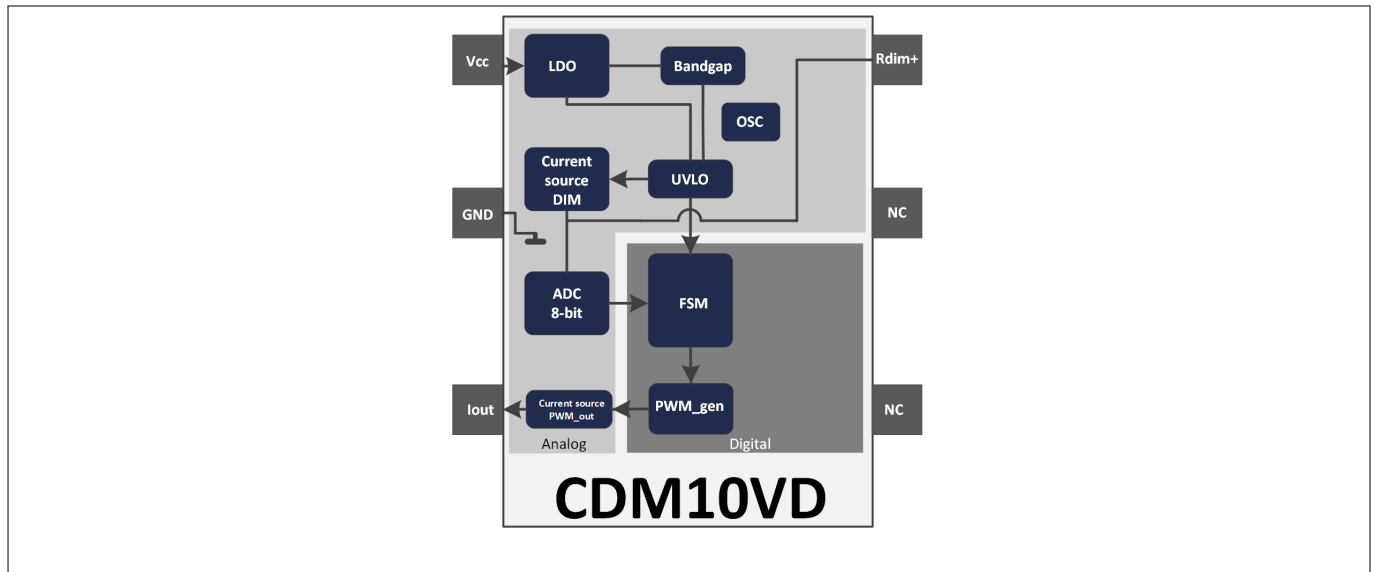 Vcc
LDO
Bandgap
Rdim+
OSC
Current
source
DIM
UVLO
GND
NC
ADC
8-bit
FSM
Iout
Current source
PWM_out
PWM_gen
NC
Analog
Digital
CDM10VD